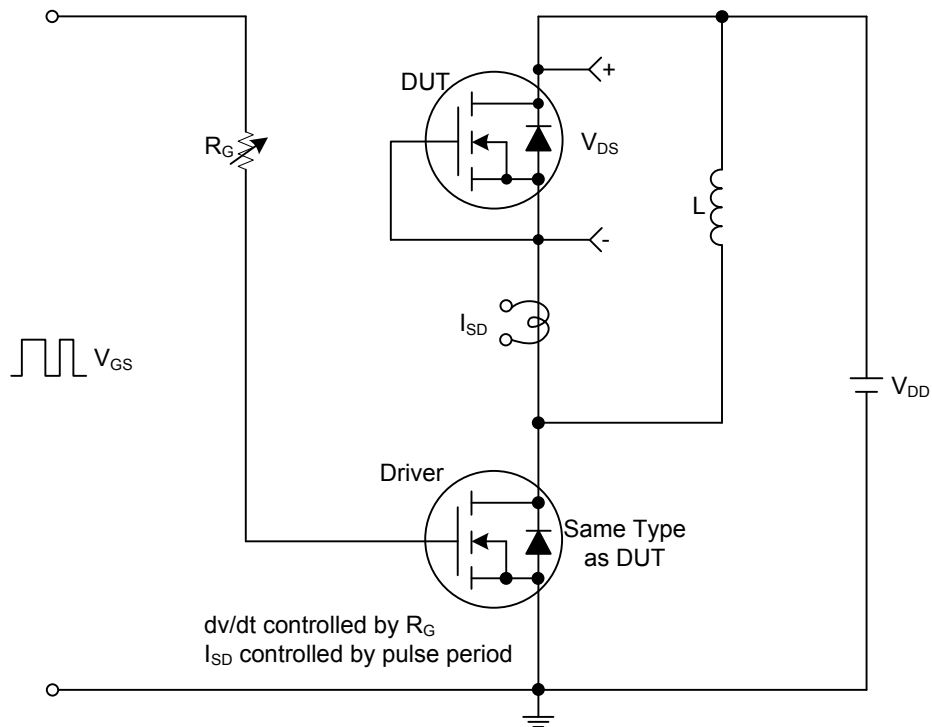 DUT
+
R_G
V_DS
L
-
I_SD
V_GS
V_DD
Driver
Same Type
as DUT
dv/dt controlled by R_G
I_SD controlled by pulse period